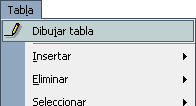 Tabla
Dibujar tabla
Insertar
Eliminar
Seleccionar